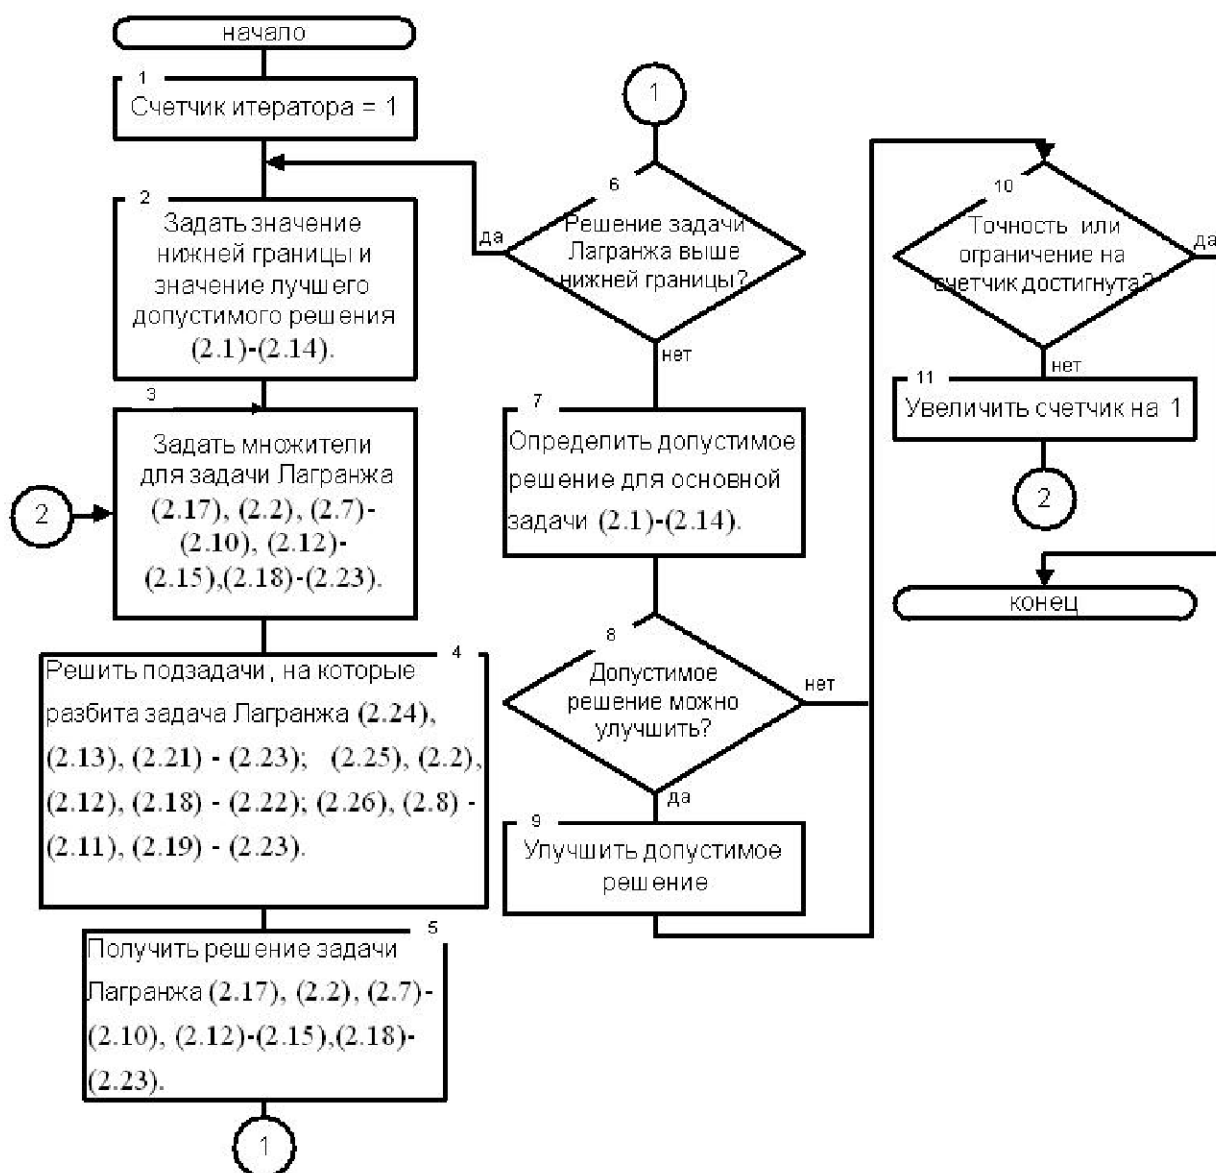 начало
1
Счетчик итератора = 1
2
Задать значение
нижней границы и
значение лучшего
допустимого решения
(2.1)-(2.14).
3
Задать множители
для задачи Лагранжа
(2.17), (2.2), (2.7)-
(2.10), (2.12)-
(2.15),(2.18)-(2.23).
2
4
Решить подзадачи, на которые
разбита задача Лагранжа (2.24),
(2.13), (2.21) - (2.23); (2.25), (2.2),
(2.12), (2.18) - (2.22); (2.26), (2.8) -
(2.11), (2.19) - (2.23).
5
Получить решение задачи
Лагранжа (2.17), (2.2), (2.7)-
(2.10), (2.12)-(2.15),(2.18)-
(2.23).
1
1
6
Решение задачи
Лагранжа выше
нижней границы?
да
нет
7
Определить допустимое
решение для основной
задачи (2.1)-(2.14).
8
Допустимое
решение можно
улучшить?
нет
да
9
Улучшить допустимое
решение
10
Точность или
ограничение на
счетчик достигнута?
да
нет
11
Увеличить счетчик на 1
2
конец